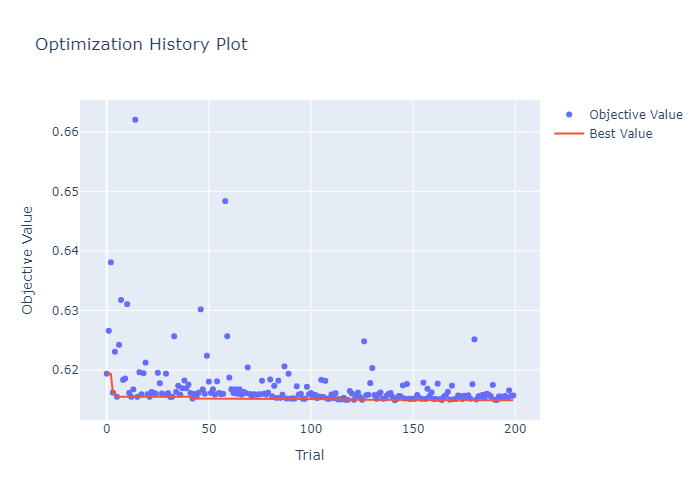 Optimization History Plot
Objective Value
Best Value
0.66
0.65
0.64
0.63
0.62
Objective Value
0
50
100
150
200
Trial